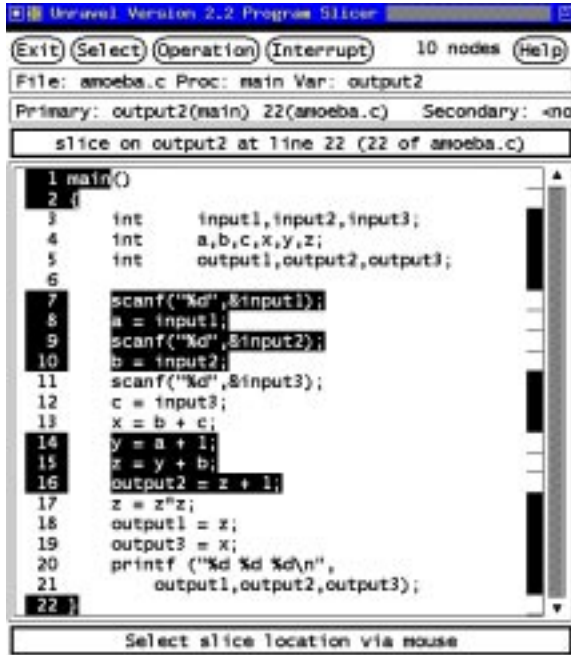 Unravel Version 2.2 Program Slicer
Exit Select Operation Interrupt 10 nodes Help
File: amoeba.c Proc: main Var: output2
Primary: output2(main) 22(amoeba.c) Secondary: <no
slice on output2 at line 22 (22 of amoeba.c)
1 main()
2 {
3 int input1,input2,input3;
4 int a,b,c,x,y,z;
5 int output1,output2,output3;
6
7 scanf("%d",&input1);
8 a = input1;
9 scanf("%d",&input2);
10 b = input2;
11 scanf("%d",&input3);
12 c = input3;
13 x = b + c;
14 y = a + 1;
15 z = y + b;
16 output2 = z + 1;
17 z = z*z;
18 output1 = z;
19 output3 = x;
20 printf ("%d %d %d\n",
21 output1,output2,output3);
22 }
Select slice location via mouse